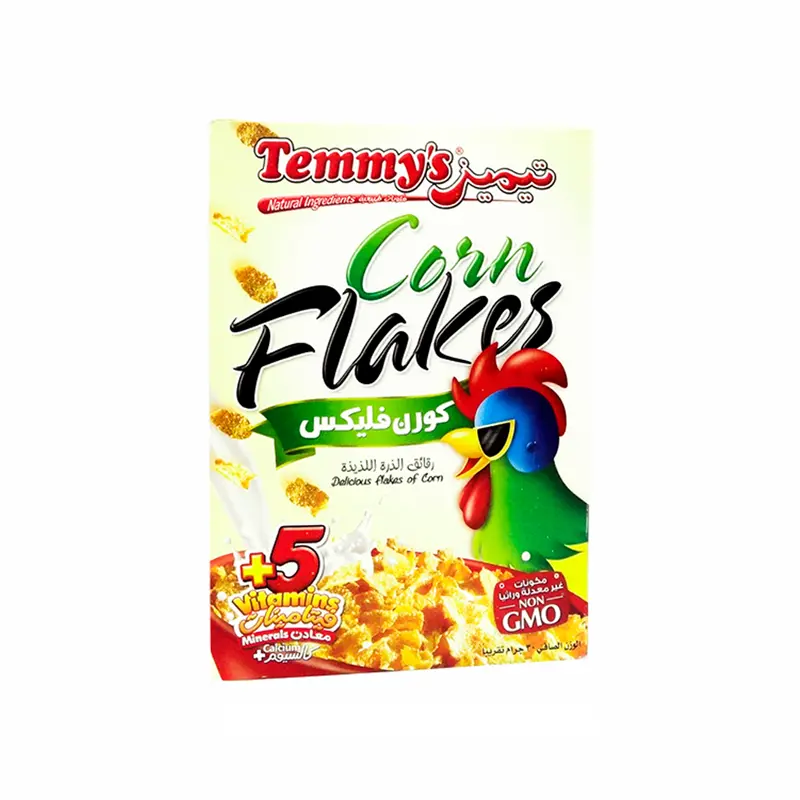 Temmy's® تيميز
Natural Ingredients مكونات طبيعية
Corn
Flakes
كورن فليكس
رقائق الذرة اللذيذة
Delicious flakes of Corn
+5
Vitamins
فيتامينات
Minerals معادن
+Calcium
كالسيوم+
مكونات
غير معدلة وراثيا
NON
GMO
الوزن الصافي ٣٠ جرام تقريبا